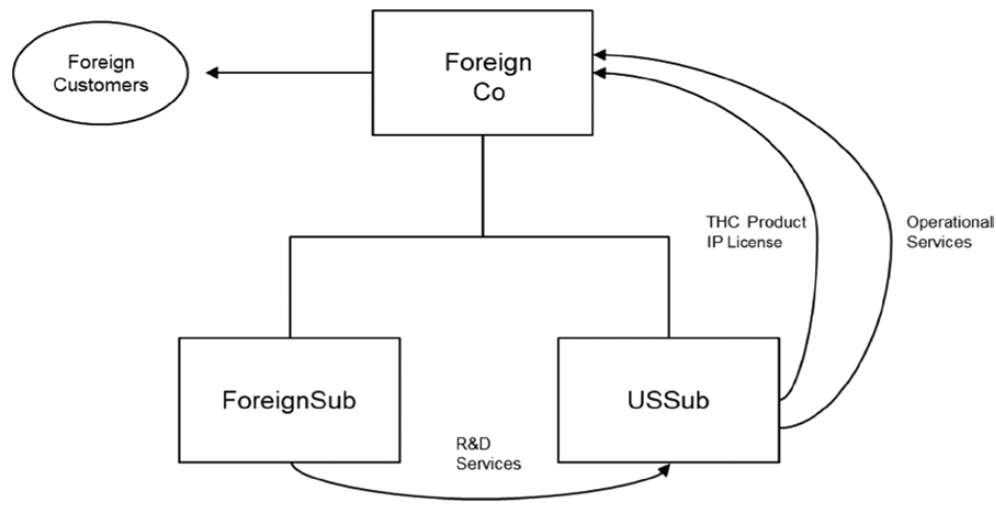 Foreign
Customers
Foreign
Co
THC Product
IP License
Operational
Services
ForeignSub
USSub
R&D
Services